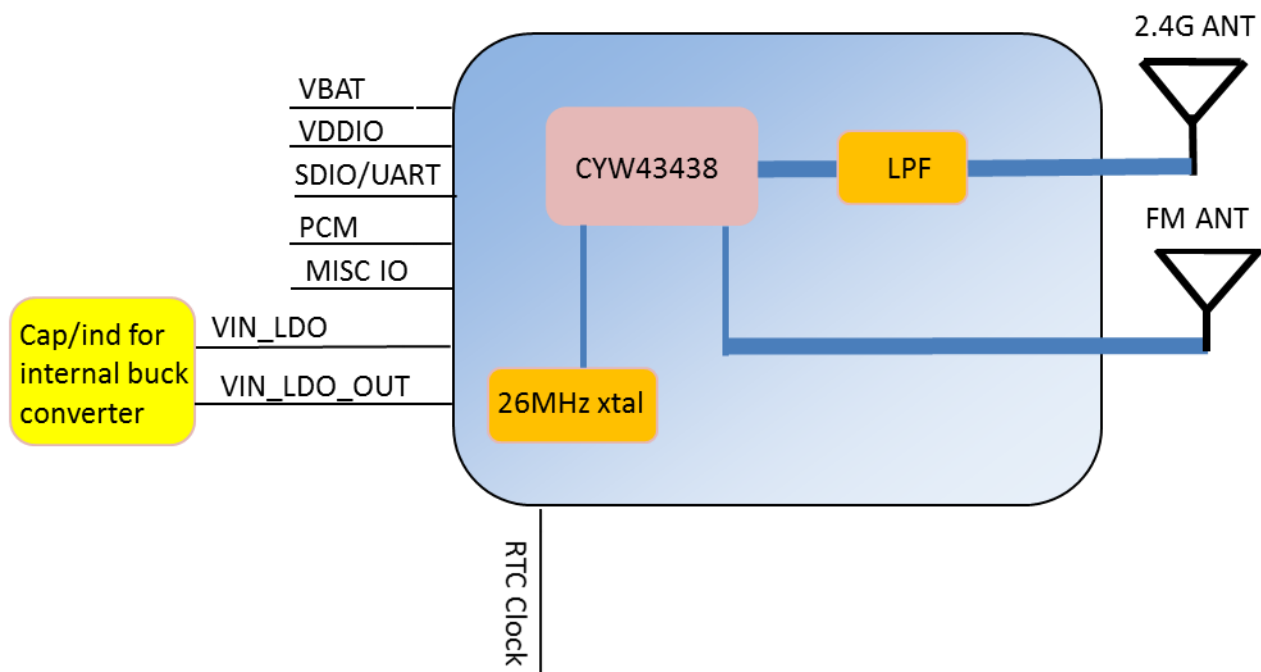 2.4G ANT
VBAT
VDDIO
SDIO/UART
CYW43438
LPF
PCM
FM ANT
MISC IO
Cap/ind for
internal buck
converter
VIN_LDO
VIN_LDO_OUT
26MHz xtal
RTC Clock